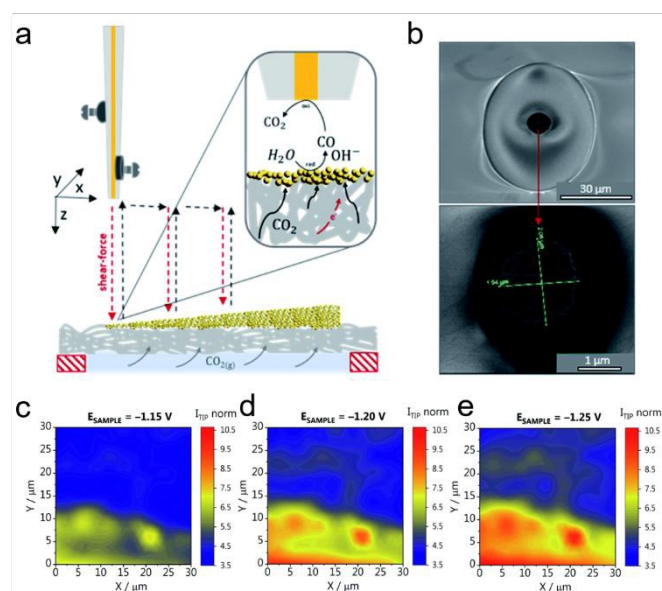 a
y
x
z
shear-force
CO2
CO
H2O
red
OH−
CO2
e
CO2(g)
b
30 µm
1 µm
c
ESAMPLE = −1.15 V
ITIP norm
10.5
9.5
8.5
7.5
6.5
5.5
4.5
3.5
30
25
20
15
10
5
0
Y / µm
0 5 10 15 20 25 30
X / µm
d
ESAMPLE = −1.20 V
ITIP norm
10.5
9.5
8.5
7.5
6.5
5.5
4.5
3.5
30
25
20
15
10
5
0
Y / µm
0 5 10 15 20 25 30
X / µm
e
ESAMPLE = −1.25 V
ITIP norm
10.5
9.5
8.5
7.5
6.5
5.5
4.5
3.5
30
25
20
15
10
5
0
Y / µm
0 5 10 15 20 25 30
X / µm